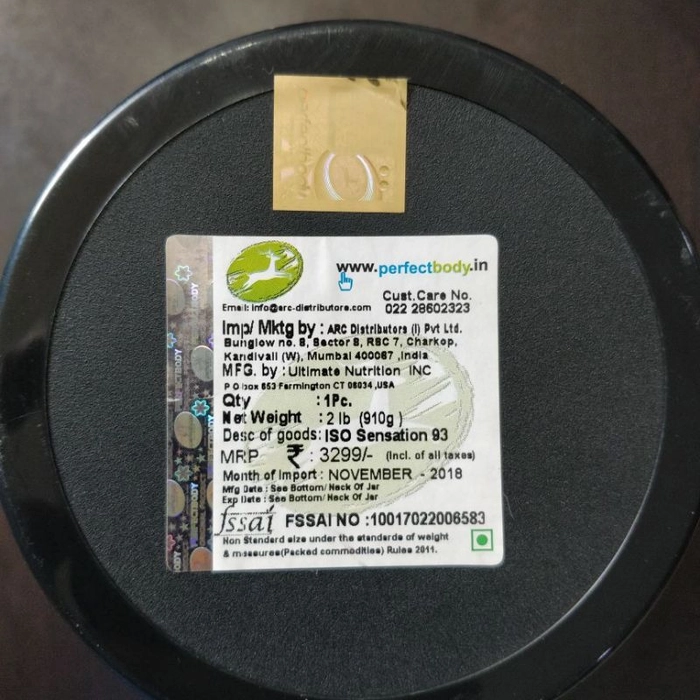 www.perfectbody.in
Cust.Care No.
Email: info@arc-distributors.com 022 28602323
Imp/ Mktg by : ARC Distributors (I) Pvt Ltd.
Bunglow no. 8, Sector 8, RSC 7, Charkop,
Kandivali (W), Mumbai 400067 ,India
MFG. by : Ultimate Nutrition INC
P O box 653 Farmington CT 06034 ,USA
Qty : 1Pc.
Net Weight : 2 lb (910g )
Desc of goods: ISO Sensation 93
MRP ₹ : 3299/- (Incl. of all taxes)
Month of Import : NOVEMBER - 2018
Mfg Date : See Bottom/ Neck Of Jar
Exp Date : See Bottom/ Neck Of Jar
fssai FSSAI NO :10017022006583
Non Standard size under the standards of weight
& measures(Packed commodities) Rules 2011.